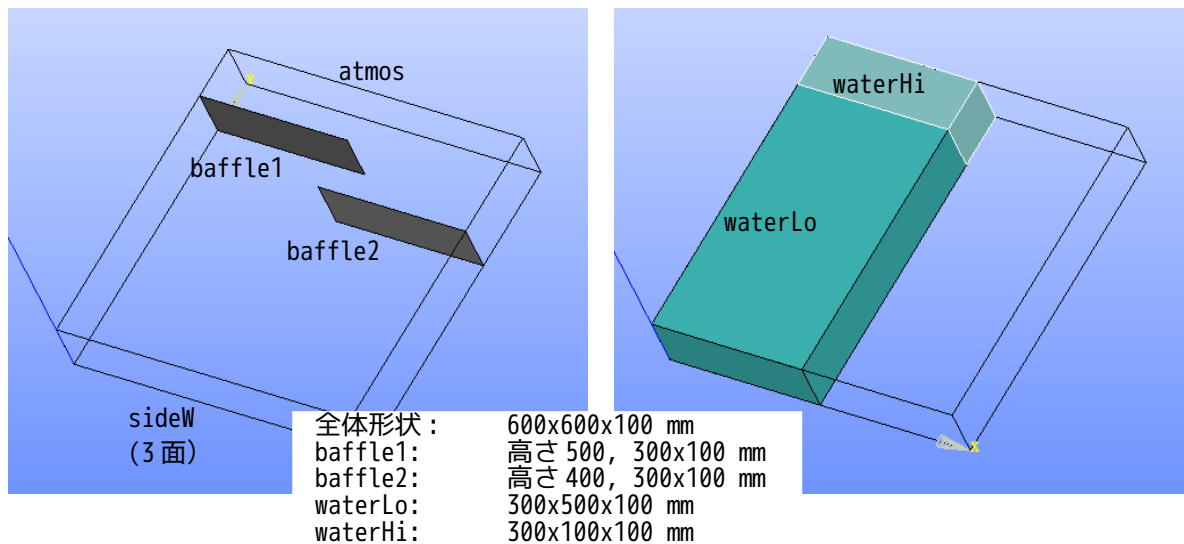 atmos
baffle1
baffle2
sideW
(3面)
waterHi
waterLo
X
全体形状: 600x600x100 mm
baffle1: 高さ500, 300x100 mm
baffle2: 高さ400, 300x100 mm
waterLo: 300x500x100 mm
waterHi: 300x100x100 mm